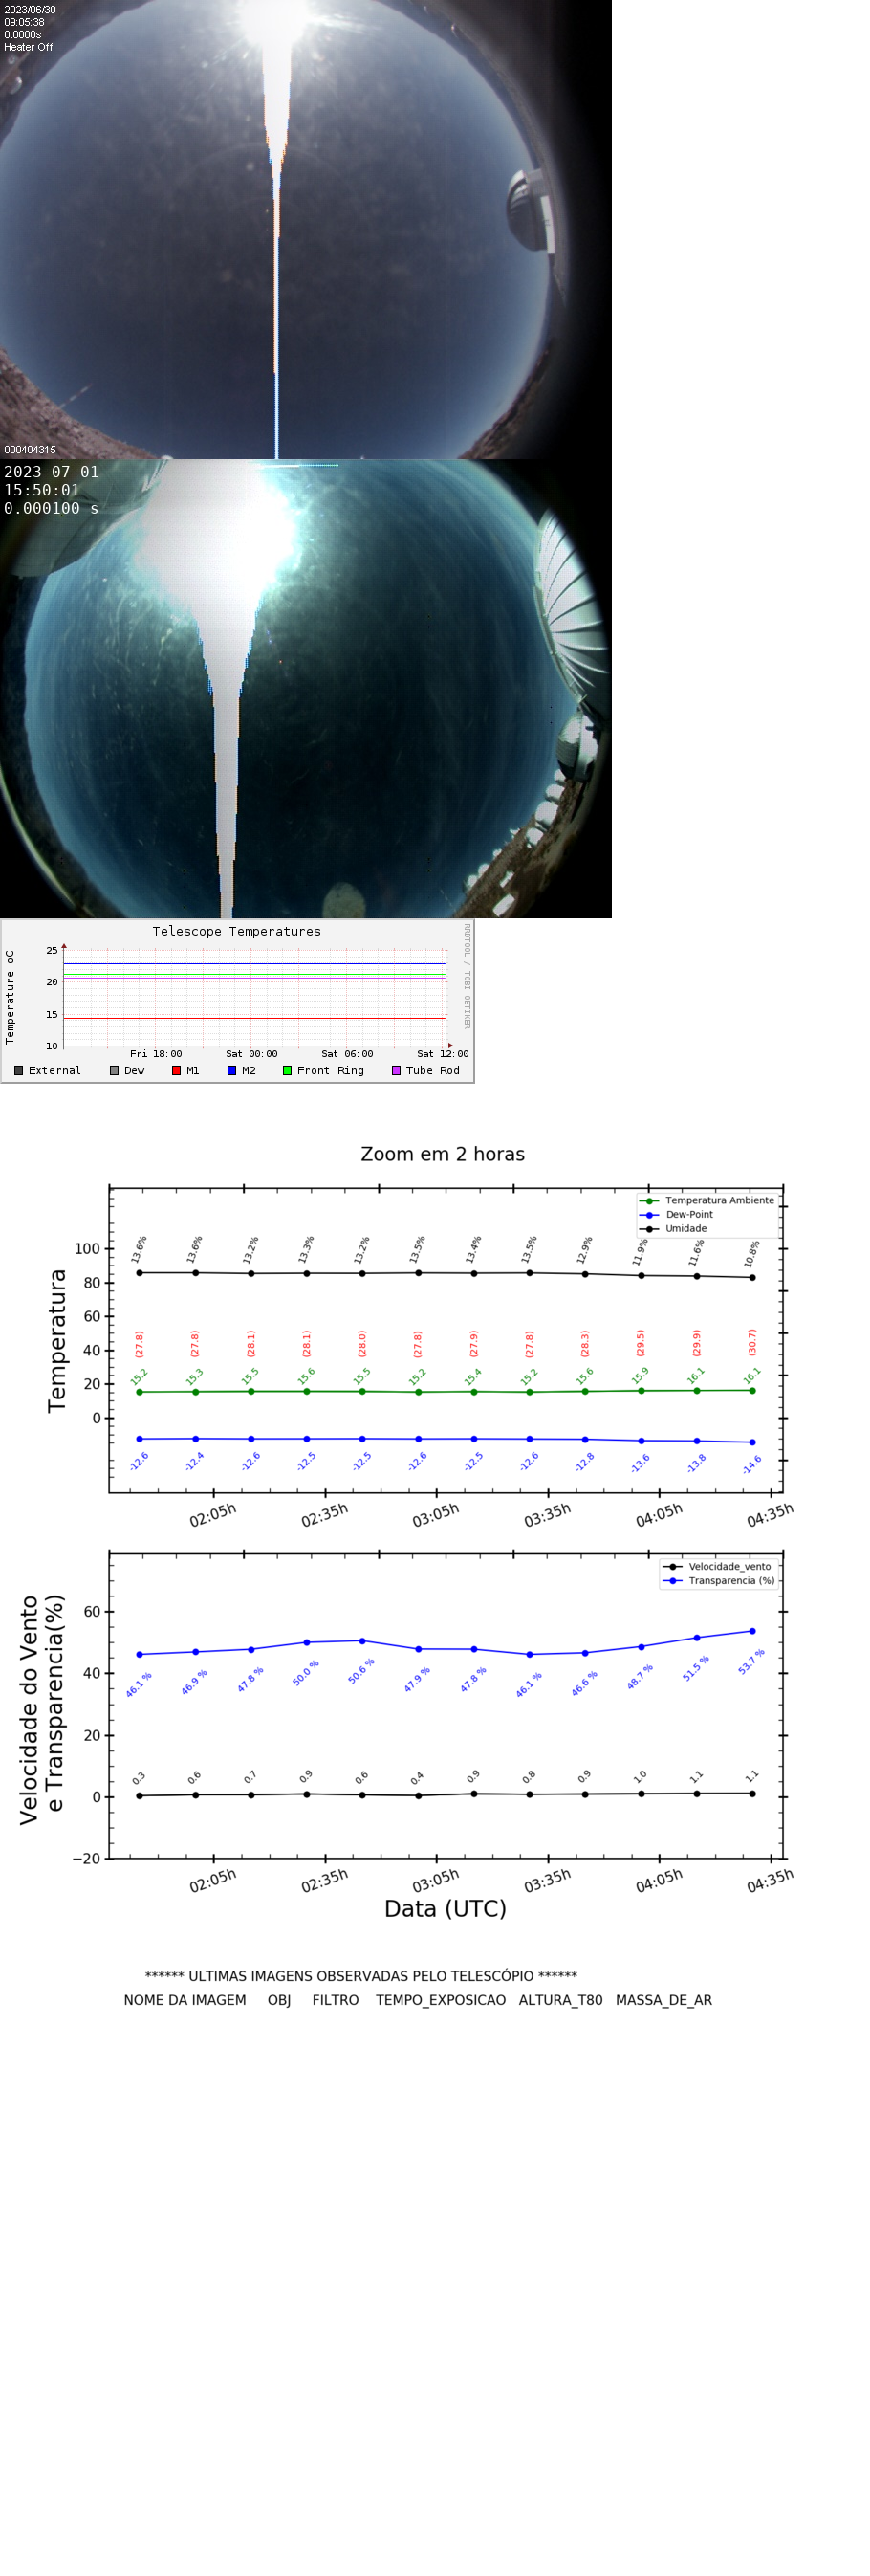 2023/06/30
09:05:38
0.0000s
Heater Off
000404315
2023-07-01
15:50:01
0.000100 s
Telescope Temperatures
RRDTOOL / TOBI OETIKER
Temperature oC
25
20
15
10
Fri 18:00 Sat 00:00 Sat 06:00 Sat 12:00
External Dew M1 M2 Front Ring Tube Rod
Zoom em 2 horas
Temperatura Ambiente
Dew-Point
Umidade
Temperatura
100
80
60
40
20
0
13.6% 13.6% 13.2% 13.3% 13.2% 13.5% 13.4% 13.5% 12.9% 11.9% 11.6% 10.8%
(27.8) (27.8) (28.1) (28.1) (28.0) (27.8) (27.9) (27.8) (28.3) (29.5) (29.9) (30.7)
15.2 15.3 15.5 15.6 15.5 15.2 15.4 15.2 15.6 15.9 16.1 16.1
-12.6 -12.4 -12.6 -12.5 -12.5 -12.6 -12.5 -12.6 -12.8 -13.6 -13.8 -14.6
02:05h 02:35h 03:05h 03:35h 04:05h 04:35h
Velocidade_vento
Transparencia (%)
Velocidade do Vento
e Transparencia(%)
60
40
20
0
−20
46.1 % 46.9 % 47.8 % 50.0 % 50.6 % 47.9 % 47.8 % 46.1 % 46.6 % 48.7 % 51.5 % 53.7 %
0.3 0.6 0.7 0.9 0.6 0.4 0.9 0.8 0.9 1.0 1.1 1.1
02:05h 02:35h 03:05h 03:35h 04:05h 04:35h
Data (UTC)
****** ULTIMAS IMAGENS OBSERVADAS PELO TELESCÓPIO ******
NOME DA IMAGEM OBJ FILTRO TEMPO_EXPOSICAO ALTURA_T80 MASSA_DE_AR